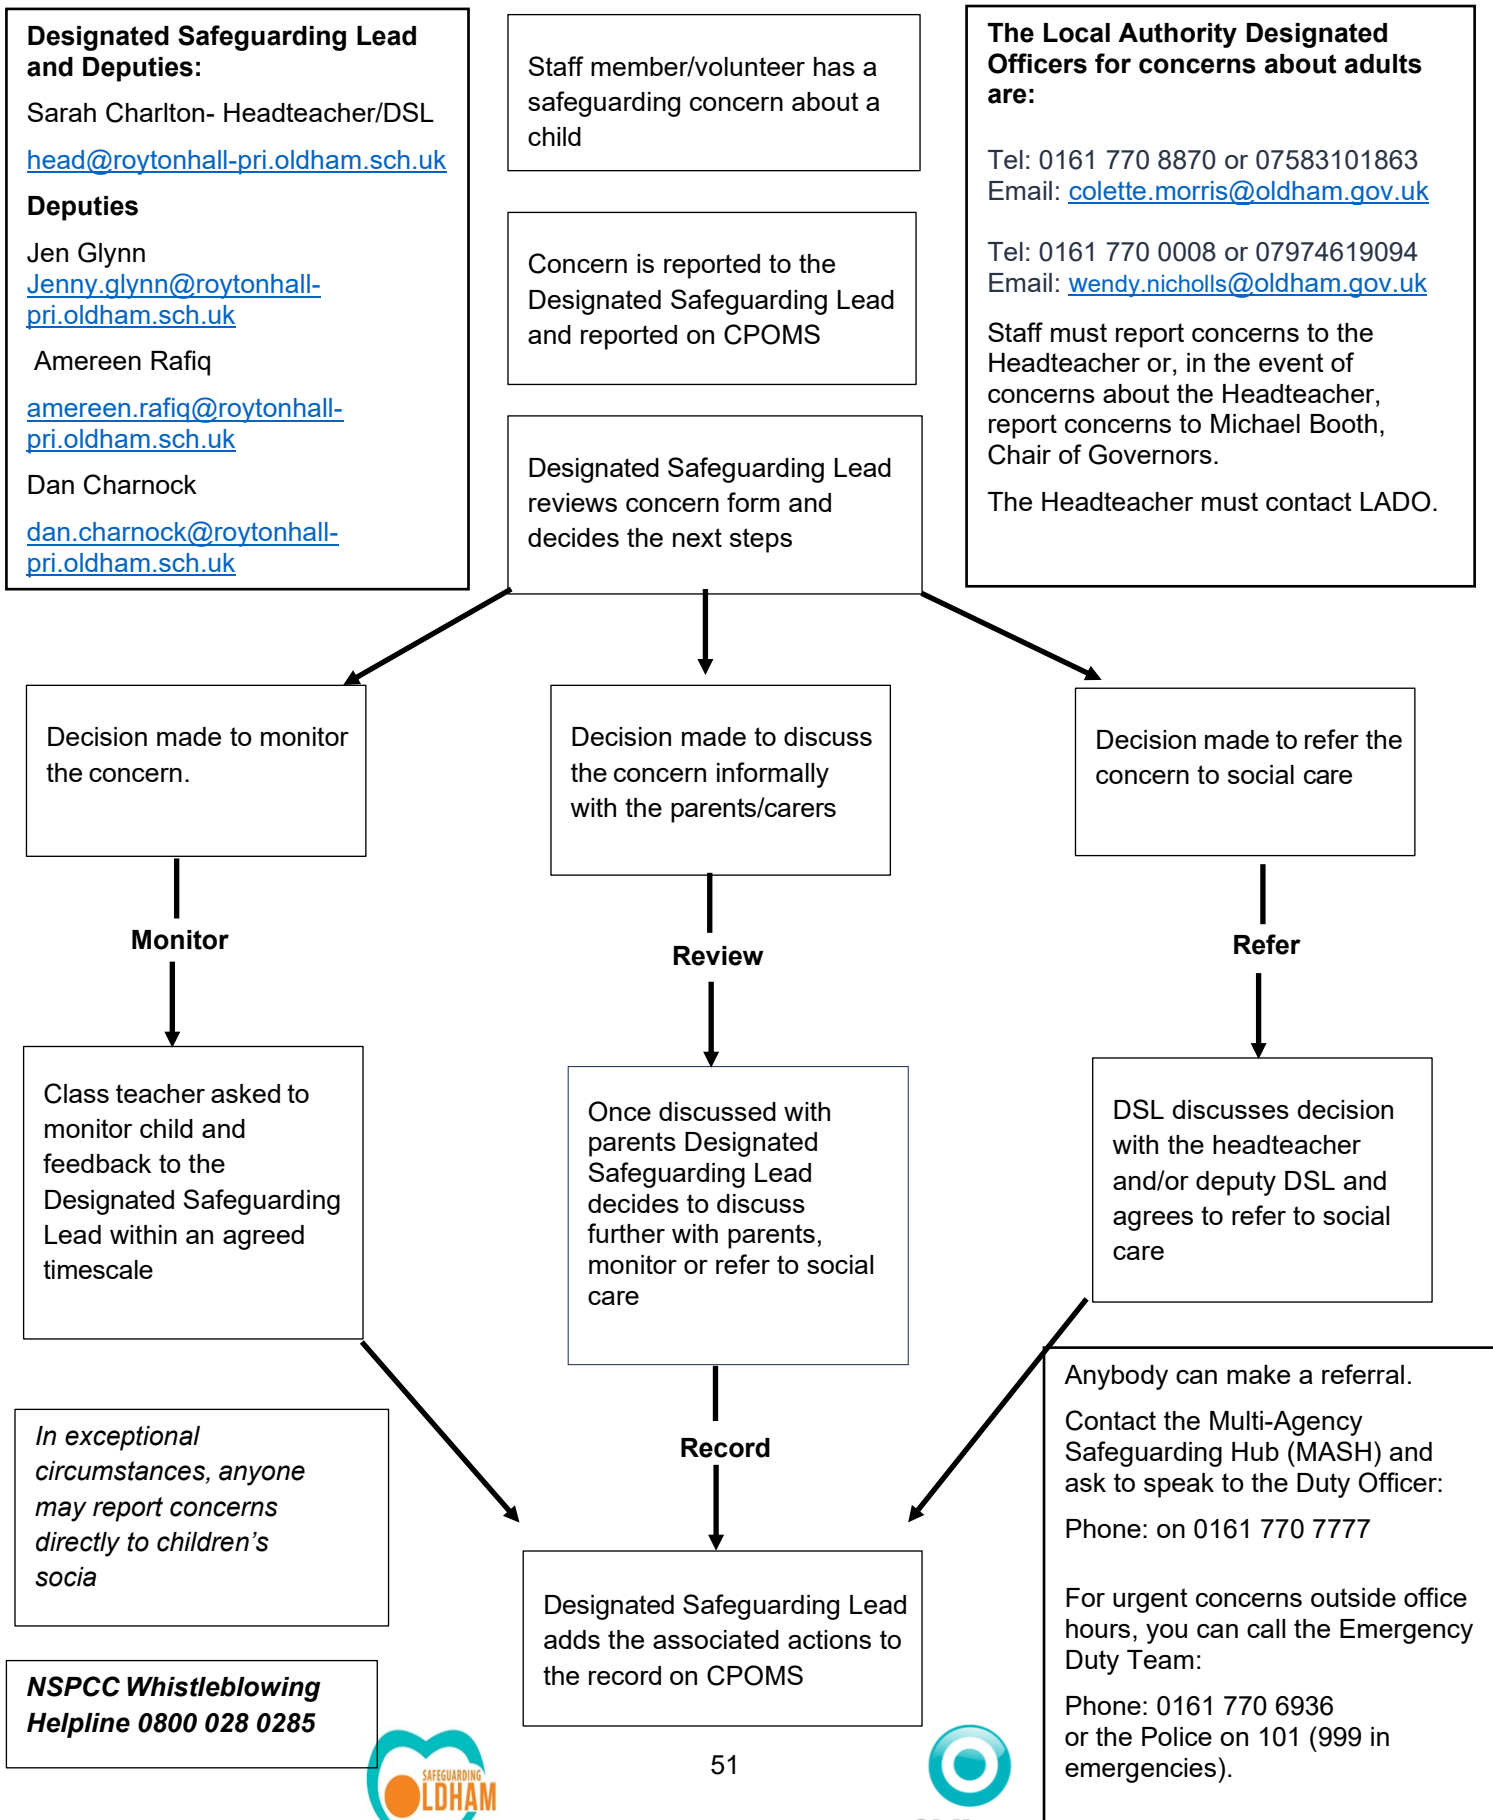 Designated Safeguarding Lead
and Deputies:
Sarah Charlton- Headteacher/DSL
head@roytonhall-pri.oldham.sch.uk
Deputies
Jen Glynn
Jenny.glynn@roytonhall-
pri.oldham.sch.uk
Amereen Rafiq
amereen.rafiq@roytonhall-
pri.oldham.sch.uk
Dan Charnock
dan.charnock@roytonhall-
pri.oldham.sch.uk
Staff member/volunteer has a
safeguarding concern about a
child
Concern is reported to the
Designated Safeguarding Lead
and reported on CPOMS
Designated Safeguarding Lead
reviews concern form and
decides the next steps
The Local Authority Designated
Officers for concerns about adults
are:
Tel: 0161 770 8870 or 07583101863
Email: colette.morris@oldham.gov.uk
Tel: 0161 770 0008 or 07974619094
Email: wendy.nicholls@oldham.gov.uk
Staff must report concerns to the
Headteacher or, in the event of
concerns about the Headteacher,
report concerns to Michael Booth,
Chair of Governors.
The Headteacher must contact LADO.
Decision made to monitor
the concern.
Decision made to discuss
the concern informally
with the parents/carers
Decision made to refer the
concern to social care
Monitor
Review
Refer
Class teacher asked to
monitor child and
feedback to the
Designated Safeguarding
Lead within an agreed
timescale
Once discussed with
parents Designated
Safeguarding Lead
decides to discuss
further with parents,
monitor or refer to social
care
DSL discusses decision
with the headteacher
and/or deputy DSL and
agrees to refer to social
care
In exceptional
circumstances, anyone
may report concerns
directly to children's
socia
Record
Anybody can make a referral.
Contact the Multi-Agency
Safeguarding Hub (MASH) and
ask to speak to the Duty Officer:
Phone: on 0161 770 7777
For urgent concerns outside office
hours, you can call the Emergency
Duty Team:
Phone: 0161 770 6936
or the Police on 101 (999 in
emergencies).
Designated Safeguarding Lead
adds the associated actions to
the record on CPOMS
NSPCC Whistleblowing
Helpline 0800 028 0285
SAFEGUARDING
OLDHAM
51